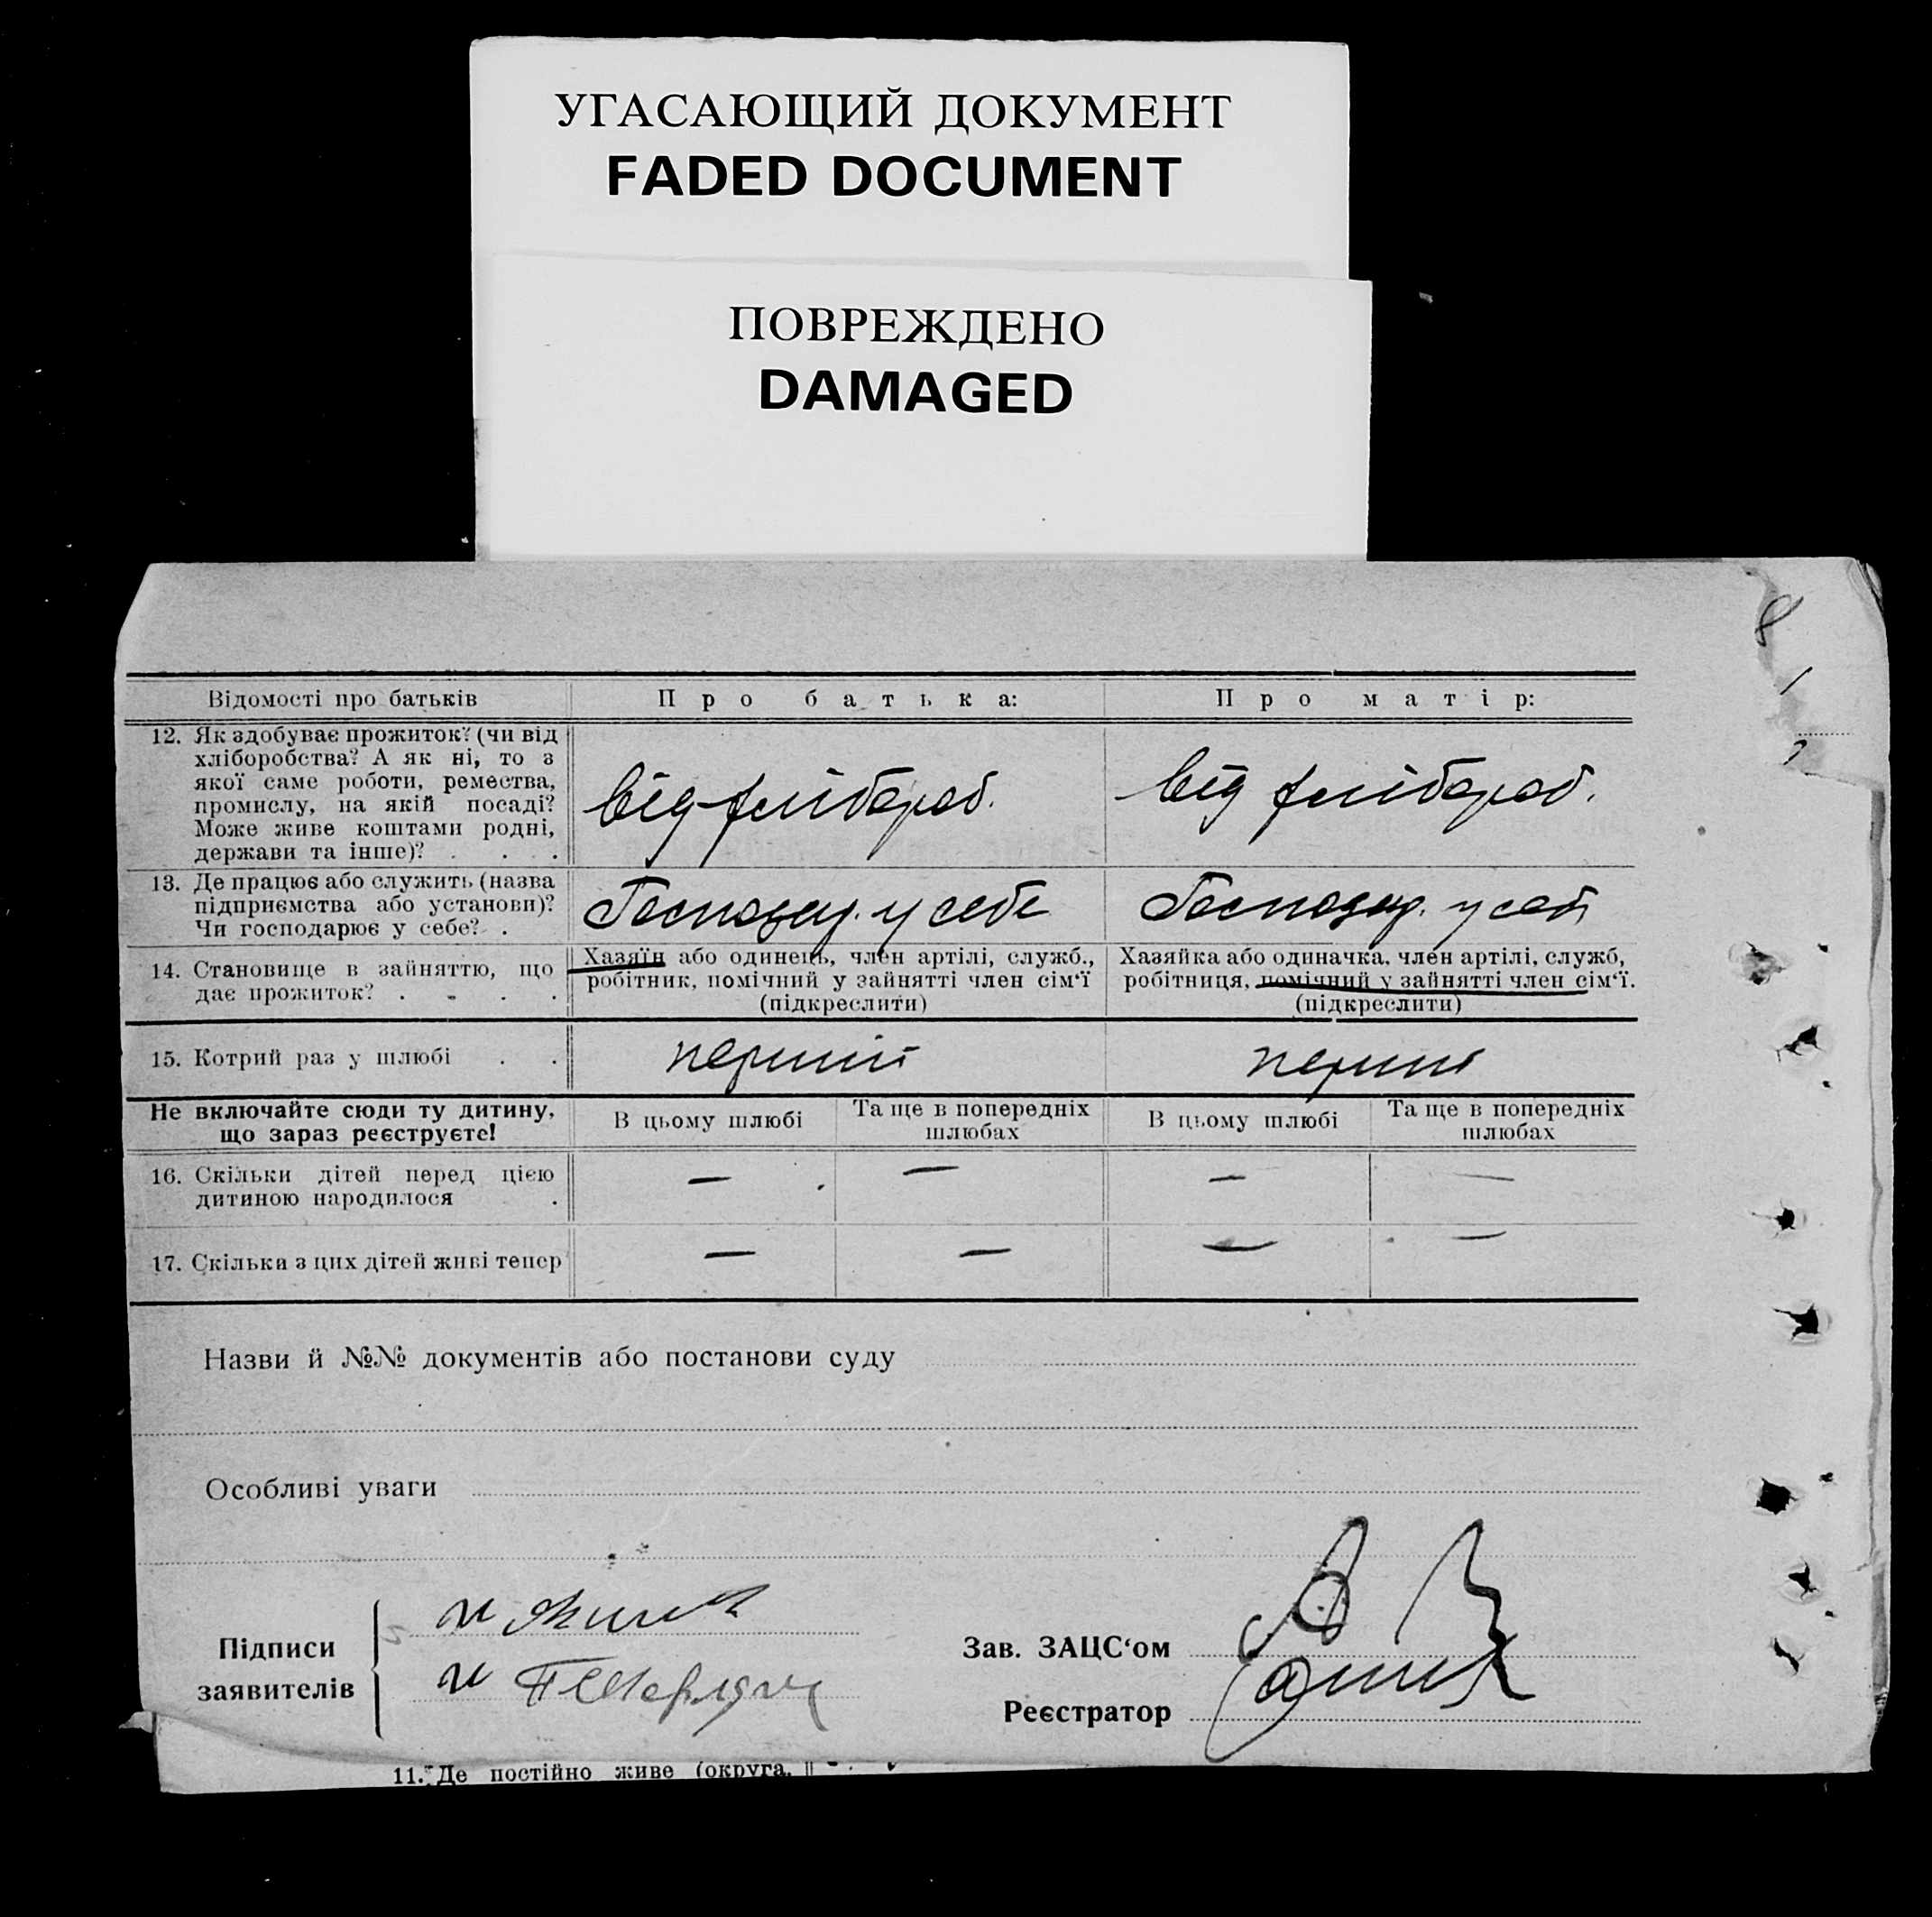 УГАСАЮЩИЙ ДОКУМЕНТ
FADED DOCUMENT
ПОВРЕЖДЕНО
DAMAGED
8
Відомості про батьків Про батька: Про матір:
12. Як здобуває прожиток? (чи від
хліборобства? А як ні, то з
якої саме роботи, ремества,
промислу, на якій посаді?
Може живе коштами родні,
держави та інше)? . . .
від хлібороб. від хлібороб.
13. Де працює або служить (назва
підприємства або установи)?
Чи господарює у себе? .
Господар. у себе Господар. у себе
14. Становище в зайняттю, що
дає прожиток? . . . .
Хазяїн або одинець, член артілі, служб.,
робітник, помічний у зайнятті член сім‘ї
(підкреслити)
Хазяйка або одиначка, член артілі, служб,
робітниця, помічний у зайнятті член сім‘ї.
(підкреслити)
15. Котрий раз у шлюбі . . перший перший
Не включайте сюди ту дитину,
що зараз реєструєте!
В цьому шлюбі Та ще в попередніх
шлюбах
В цьому шлюбі Та ще в попередніх
шлюбах
16. Скільки дітей перед цією
дитиною народилося .
— — — —
17. Скілька з цих дітей живі тепер — — — —
Назви й №№ документів або постанови суду
Особливі уваги
Підписи
заявителів
Зав. ЗАЦС‘ом
Реєстратор
11. Де постійно живе (округа,